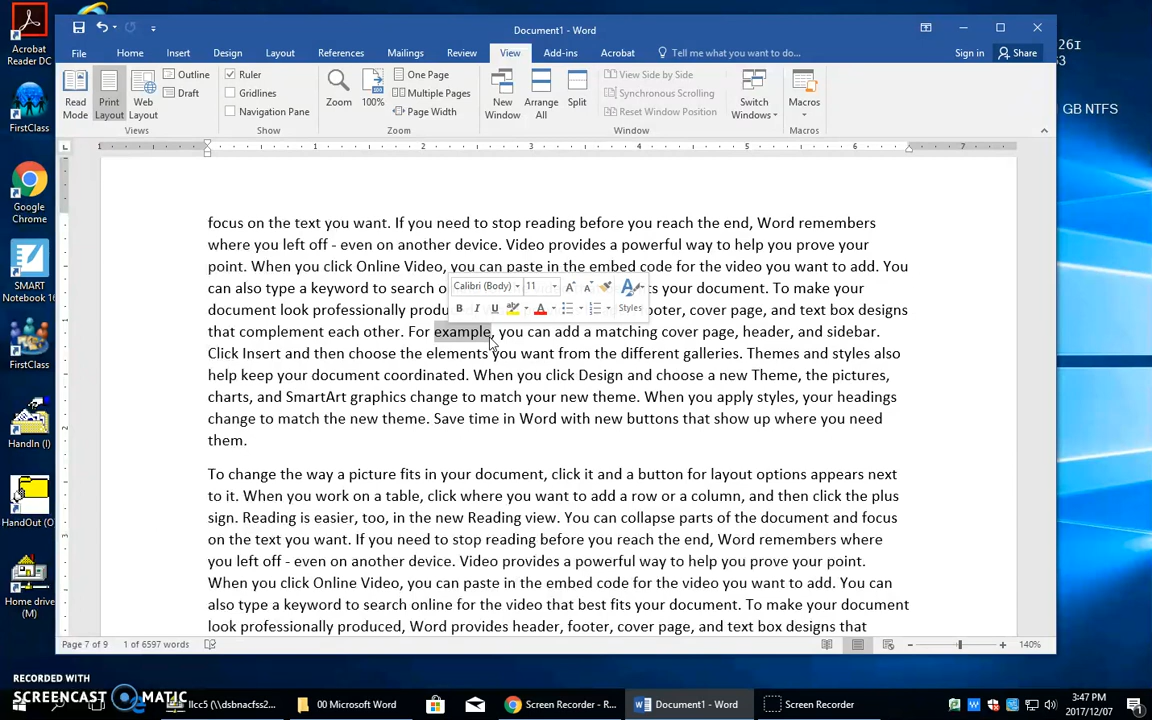 Document1 - Word
File Home Insert Design Layout References Mailings Review View Add-ins Acrobat Tell me what you want to do... Sign in Share
Read Mode
Print Layout
Web Layout
Outline
Draft
Views
Ruler
Gridlines
Navigation Pane
Show
Zoom
100%
One Page
Multiple Pages
Page Width
Zoom
New Window
Arrange All
Split
View Side by Side
Synchronous Scrolling
Reset Window Position
Window
Switch Windows
Macros
Macros
1 1 2 3 4 5 6 7
focus on the text you want. If you need to stop reading before you reach the end, Word remembers
where you left off - even on another device. Video provides a powerful way to help you prove your
point. When you click Online Video, you can paste in the embed code for the video you want to add. You
can also type a keyword to search o
ts your document. To make your
document look professionally produ
ooter, cover page, and text box designs
Calibri (Body) 11
B I U ab A Styles
that complement each other. For example, you can add a matching cover page, header, and sidebar.
Click Insert and then choose the elements you want from the different galleries. Themes and styles also
help keep your document coordinated. When you click Design and choose a new Theme, the pictures,
charts, and SmartArt graphics change to match your new theme. When you apply styles, your headings
change to match the new theme. Save time in Word with new buttons that show up where you need
them.
To change the way a picture fits in your document, click it and a button for layout options appears next
to it. When you work on a table, click where you want to add a row or a column, and then click the plus
sign. Reading is easier, too, in the new Reading view. You can collapse parts of the document and focus
on the text you want. If you need to stop reading before you reach the end, Word remembers where
you left off - even on another device. Video provides a powerful way to help you prove your point.
When you click Online Video, you can paste in the embed code for the video you want to add. You can
also type a keyword to search online for the video that best fits your document. To make your document
look professionally produced, Word provides header, footer, cover page, and text box designs that
Page 7 of 9 1 of 6597 words
140%
Acrobat Reader DC
FirstClass
Google Chrome
SMART Notebook 16
FirstClass
HandIn (I)
HandOut (O
Home drive (M)
26I
63
GB NTFS
RECORDED WITH
SCREENCAST MATIC
llcc5 (\\dsbnacfss2...
00 Microsoft Word
Screen Recorder - R...
Document1 - Word
Screen Recorder
3:47 PM
2017/12/07
1